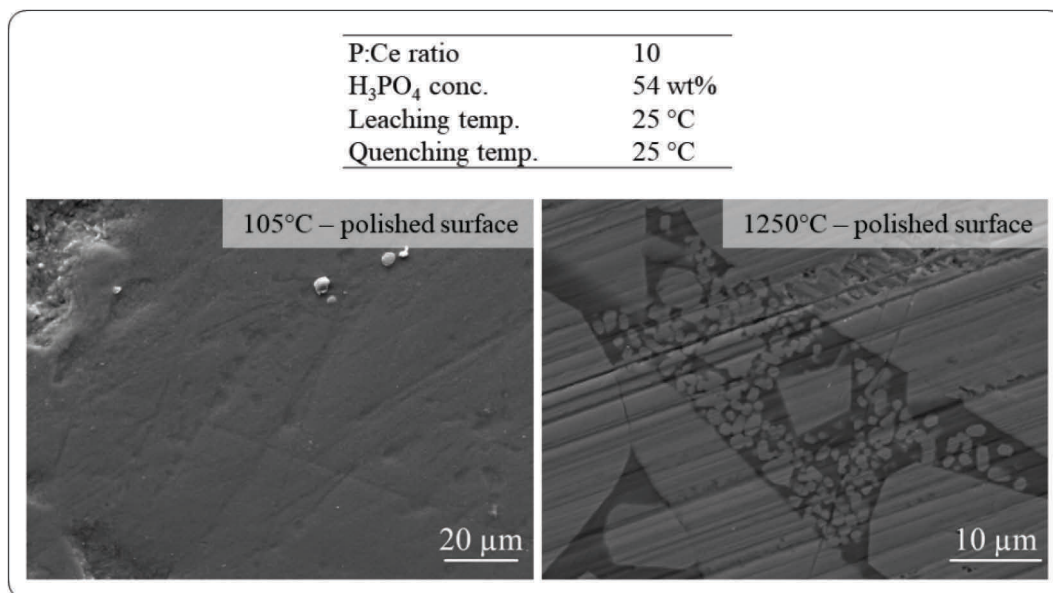 P:Ce ratio 10
H₃PO₄ conc. 54 wt%
Leaching temp. 25 °C
Quenching temp. 25 °C
105°C – polished surface
1250°C – polished surface
20 µm
10 µm